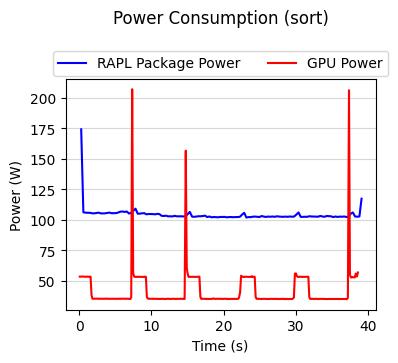 Power Consumption (sort)
RAPL Package Power GPU Power
Power (W)
200
175
150
125
100
75
50
0 10 20 30 40
Time (s)